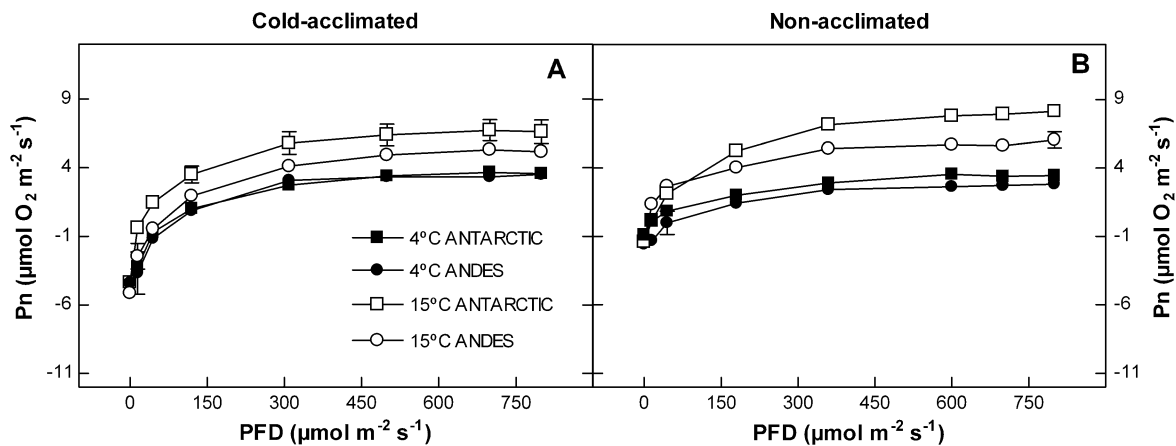 Cold-acclimated
Non-acclimated
A
B
9
4
-1
-6
-11
Pn (µmol O₂ m⁻² s⁻¹)
4ºC ANTARCTIC
4ºC ANDES
15ºC ANTARCTIC
15ºC ANDES
9
4
-1
-6
-11
Pn (µmol O₂ m⁻² s⁻¹)
0 150 300 450 600 750
0 150 300 450 600 750
PFD (µmol m⁻² s⁻¹)
PFD (µmol m⁻² s⁻¹)